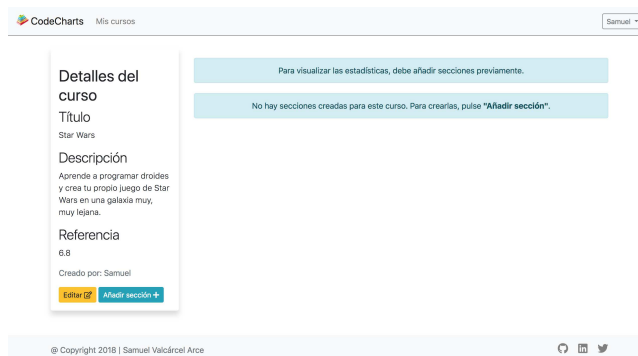 CodeCharts Mis cursos Samuel
Detalles del
curso
Título
Star Wars
Descripción
Aprende a programar droides
y crea tu propio juego de Star
Wars en una galaxia muy,
muy lejana.
Referencia
6.8
Creado por: Samuel
Editar Añadir sección +
Para visualizar las estadísticas, debe añadir secciones previamente.
No hay secciones creadas para este curso. Para crearlas, pulse "Añadir sección".
@ Copyright 2018 | Samuel Valcárcel Arce